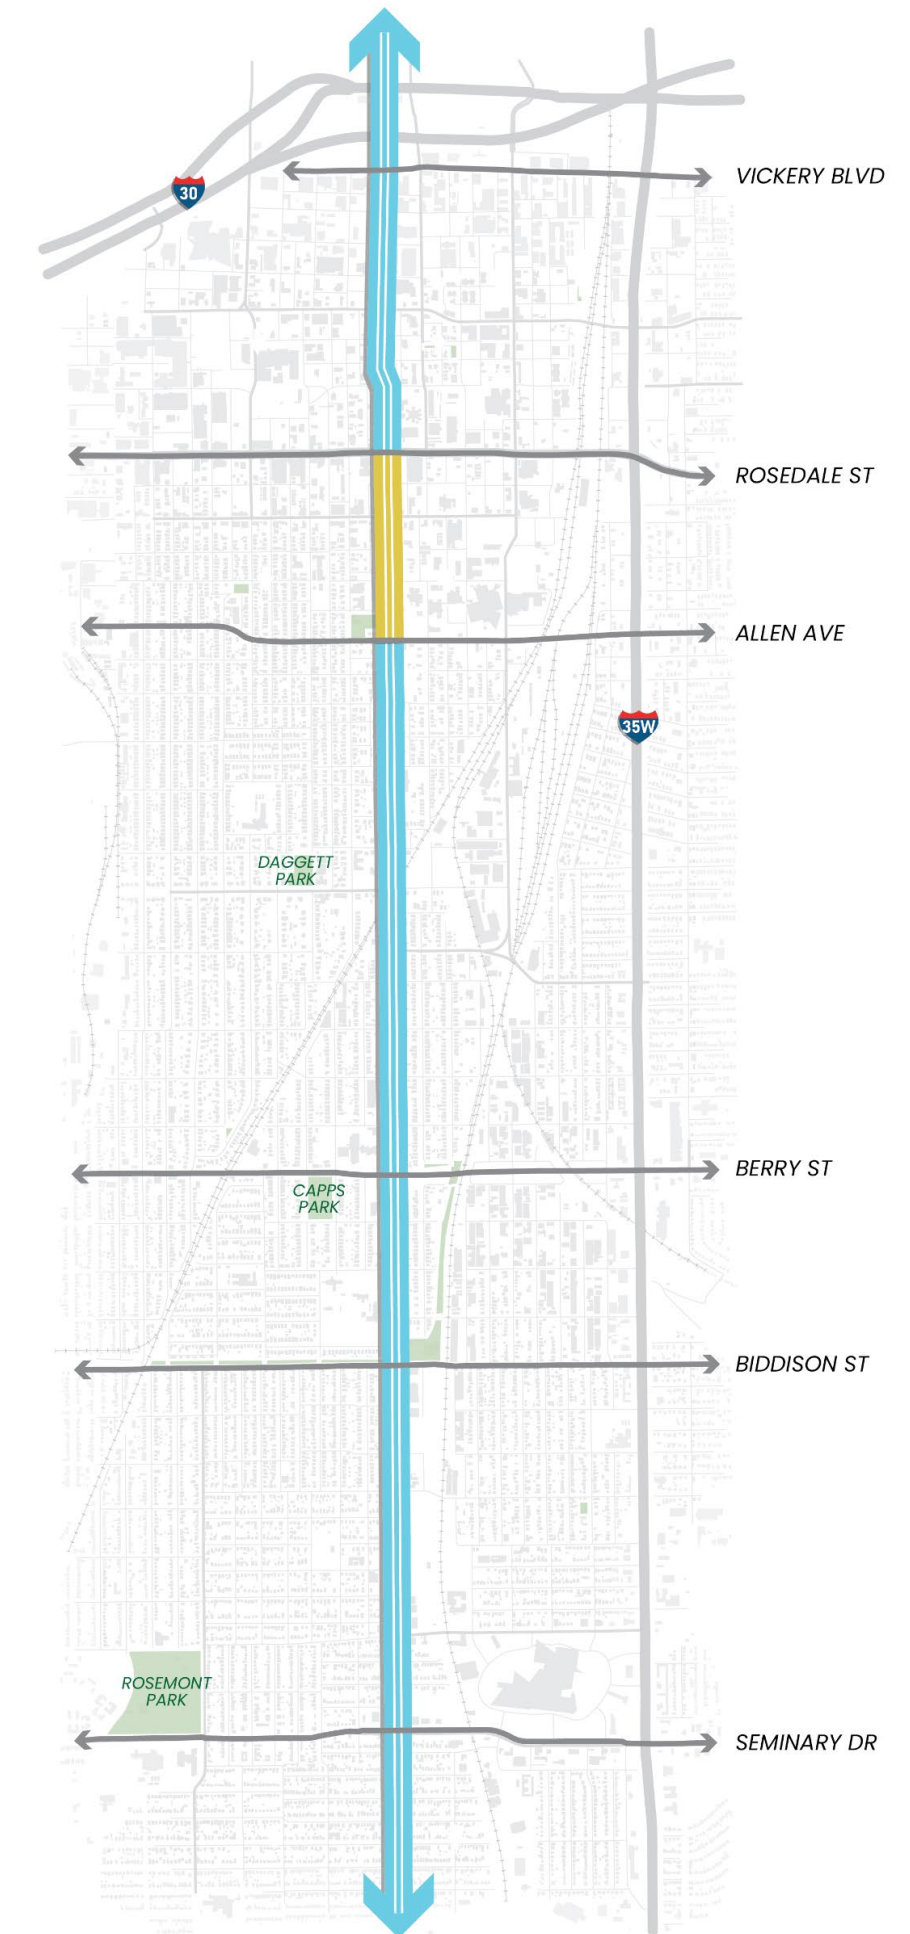 VICKERY BLVD
30
ROSEDALE ST
ALLEN AVE
35W
DAGGETT
PARK
BERRY ST
CAPPS
PARK
BIDDISON ST
ROSEMONT
PARK
SEMINARY DR